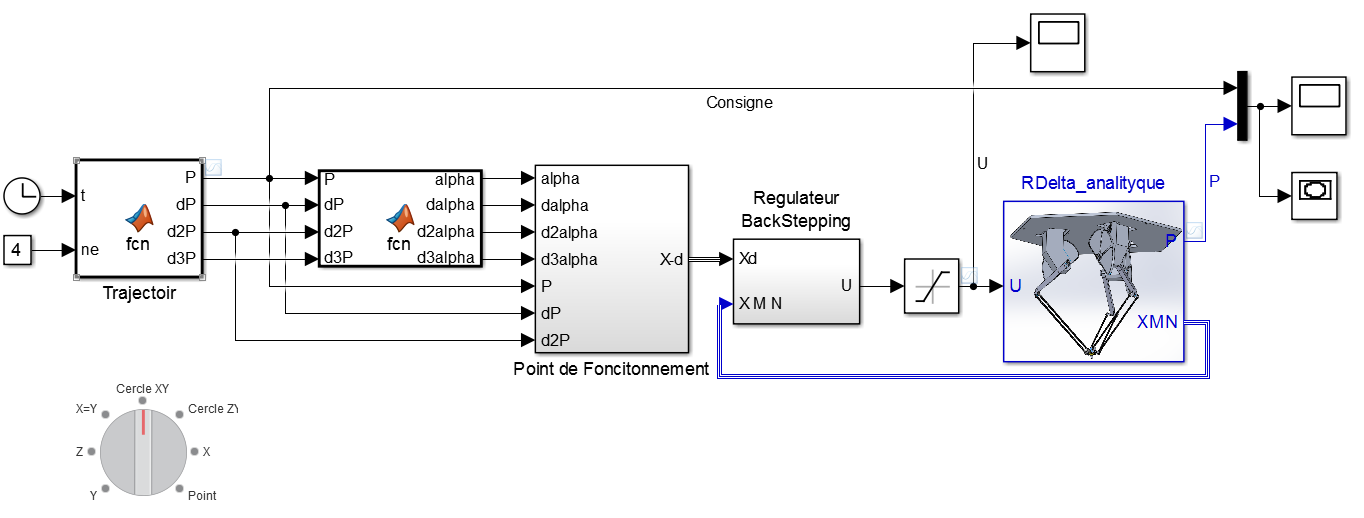 Consigne
U
P
RDelta_analityque
t
ne
4
fcn
P
dP
d2P
d3P
Trajectoir
P
dP
d2P
d3P
fcn
alpha
dalpha
d2alpha
d3alpha
alpha
dalpha
d2alpha
d3alpha
P
dP
d2P
X-d
Point de Foncitonnement
Regulateur
BackStepping
Xd
X M N
U
U
P
XMN
Cercle XY
X=Y
Cercle ZY
Z
X
Y
Point